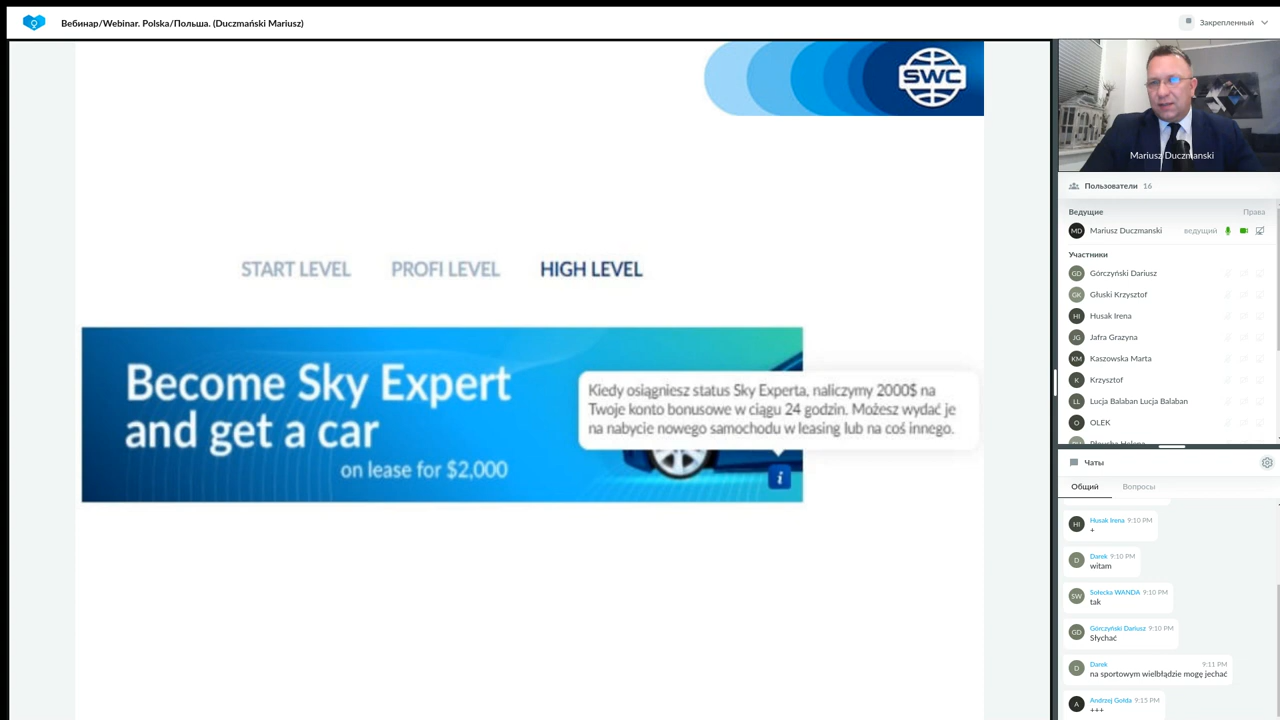 Вебинар/Webinar. Polska/Польша. (Duczmański Mariusz)
Закрепленный
SWC
START LEVEL PROFI LEVEL HIGH LEVEL
Become Sky Expert
and get a car
on lease for $2,000
Kiedy osiągniesz status Sky Experta, naliczymy 2000$ na
Twoje konto bonusowe w ciągu 24 godzin. Możesz wydać je
na nabycie nowego samochodu w leasing lub na coś innego.
i
Mariusz Duczmanski
Пользователи 16
Ведущие Права
MD Mariusz Duczmanski ведущий
Участники
GD Górczyński Dariusz
GK Głuski Krzysztof
HI Husak Irena
JG Jafra Grazyna
KM Kaszowska Marta
K Krzysztof
LL Lucja Balaban Lucja Balaban
O OLEK
Чаты
Общий Вопросы
HI Husak Irena 9:10 PM
+
D Darek 9:10 PM
witam
SW Sołecka WANDA 9:10 PM
tak
GD Górczyński Dariusz 9:10 PM
Słychać
D Darek 9:11 PM
na sportowym wielbłądzie mogę jechać
A Andrzej Gołda 9:15 PM
+++